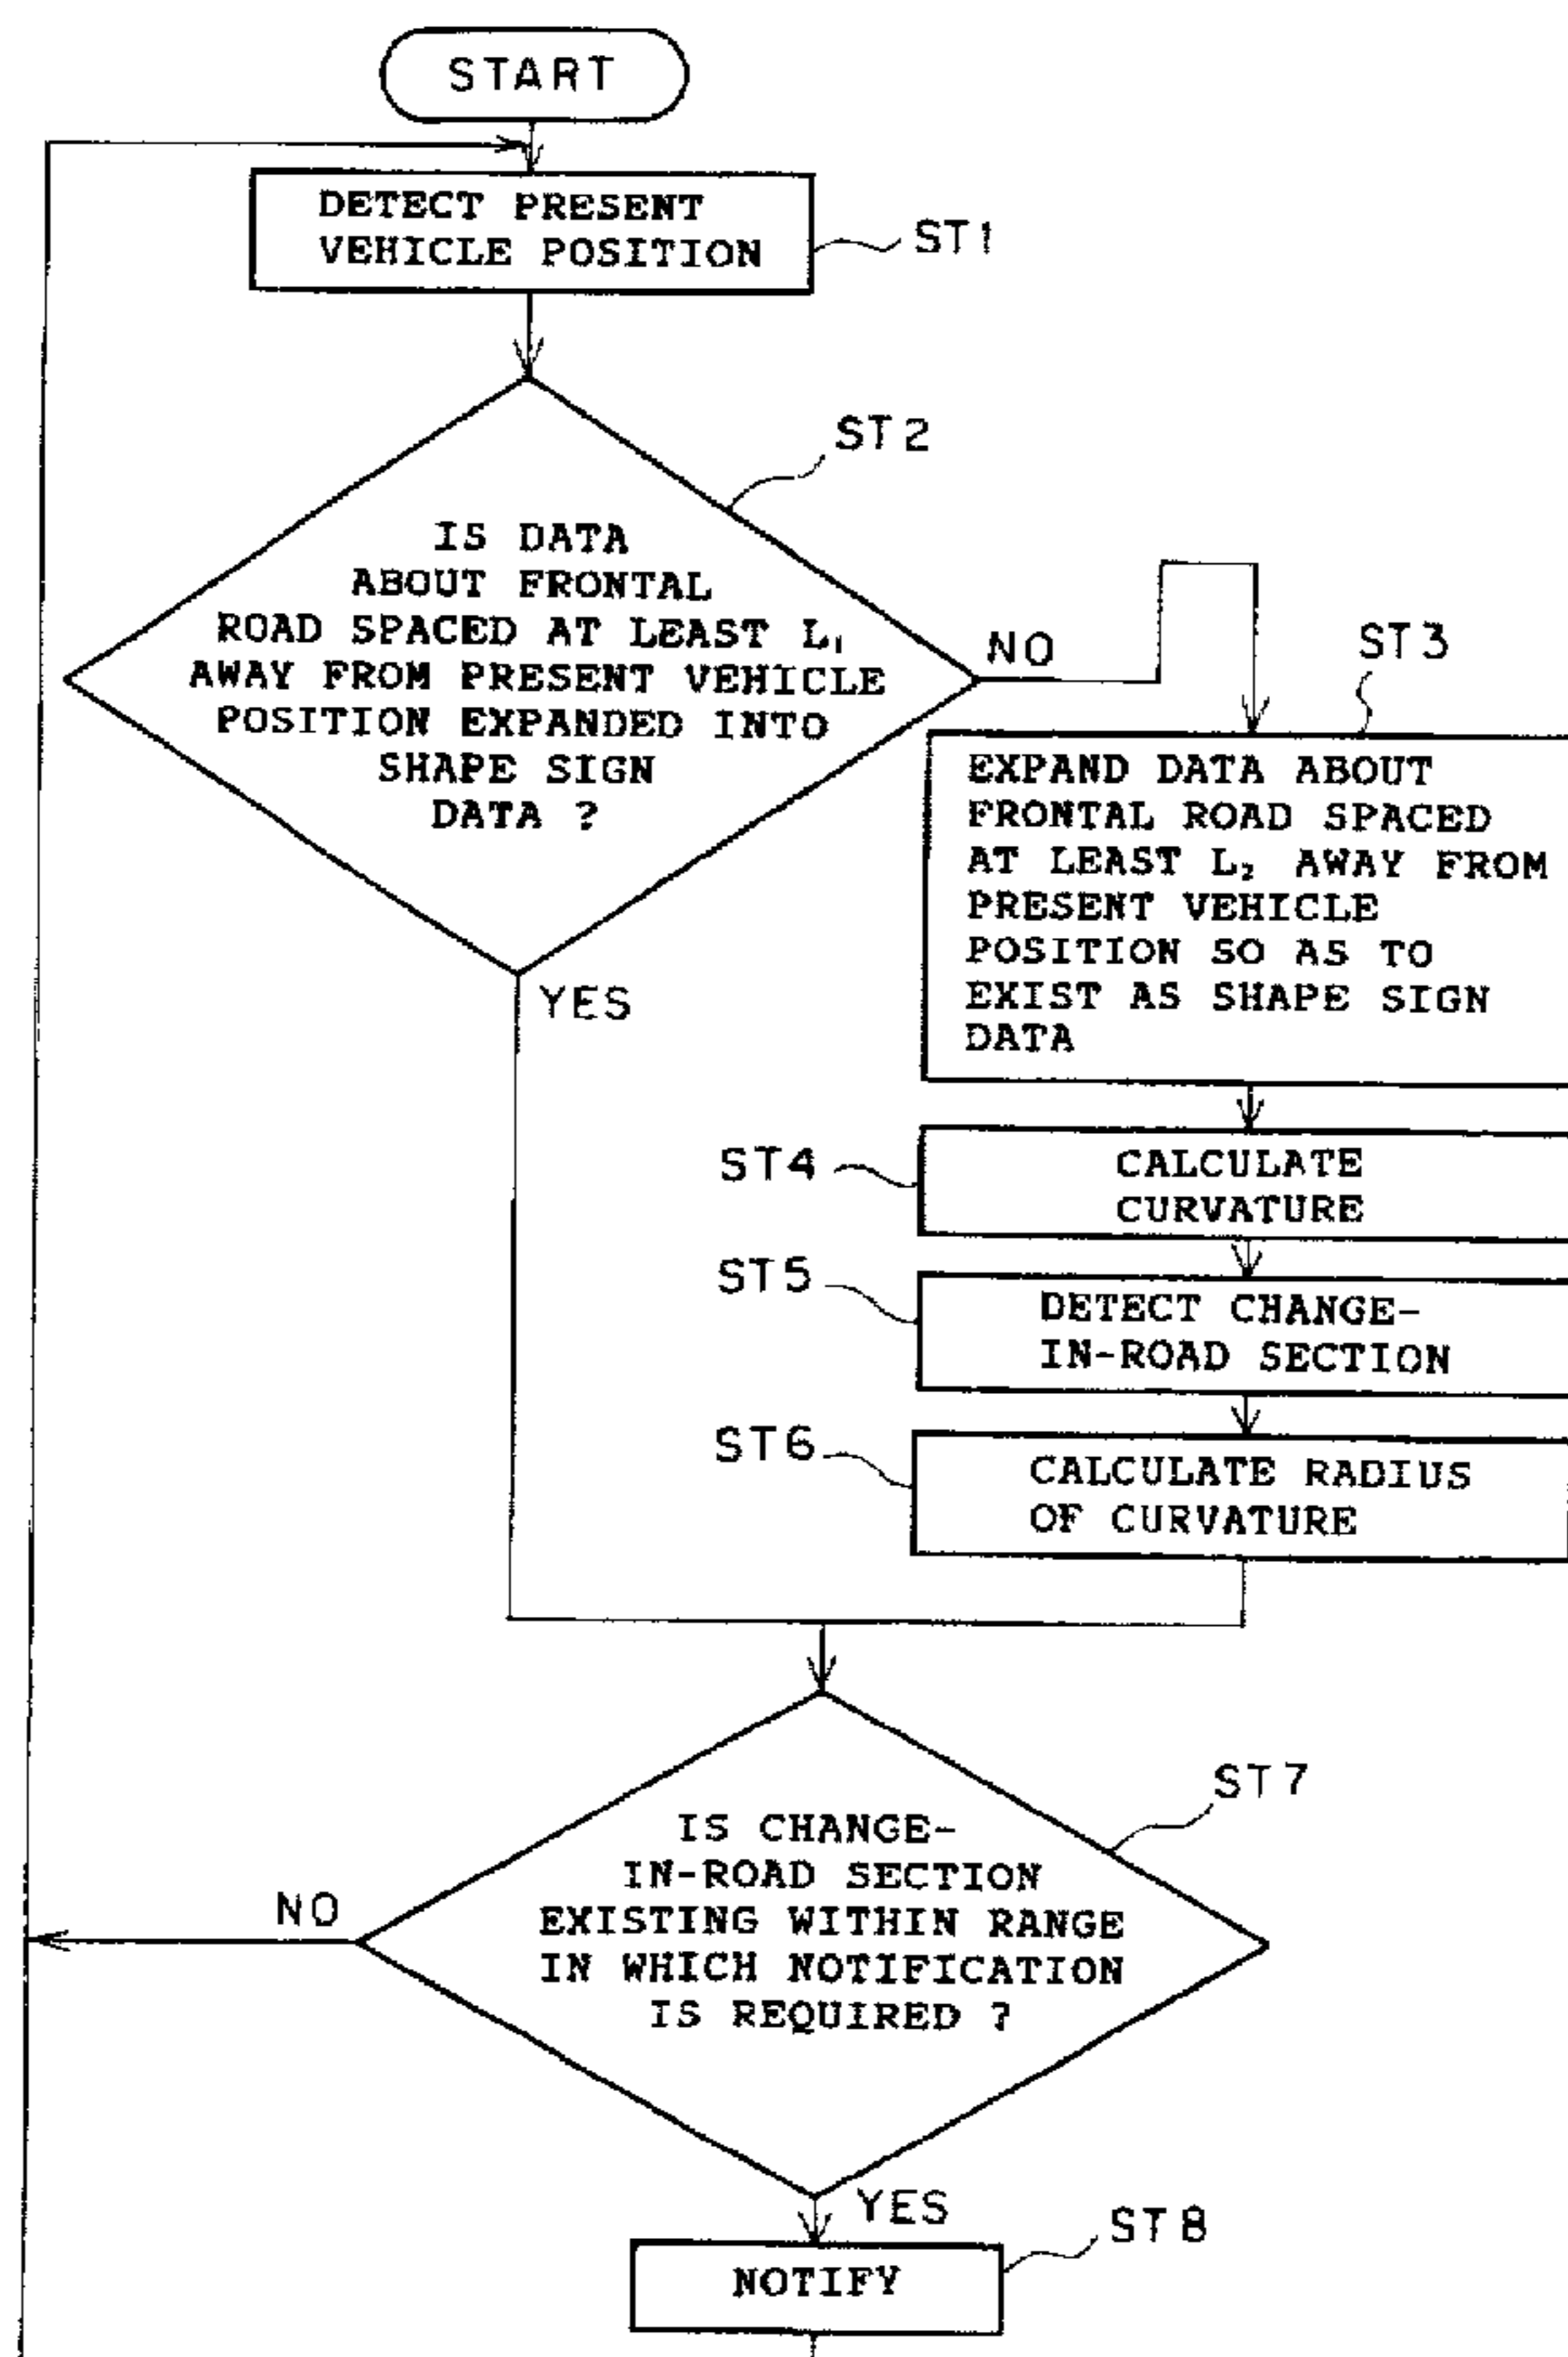 START
DETECT PRESENT
VEHICLE POSITION
ST1
ST2
IS DATA
ABOUT FRONTAL
ROAD SPACED AT LEAST L₁
AWAY FROM PRESENT VEHICLE
POSITION EXPANDED INTO
SHAPE SIGN
DATA ?
NO
YES
ST3
EXPAND DATA ABOUT
FRONTAL ROAD SPACED
AT LEAST L₂ AWAY FROM
PRESENT VEHICLE
POSITION SO AS TO
EXIST AS SHAPE SIGN
DATA
ST4
CALCULATE
CURVATURE
ST5
DETECT CHANGE-
IN-ROAD SECTION
ST6
CALCULATE RADIUS
OF CURVATURE
ST7
IS CHANGE-
IN-ROAD SECTION
EXISTING WITHIN RANGE
IN WHICH NOTIFICATION
IS REQUIRED ?
NO
YES
ST8
NOTIFY